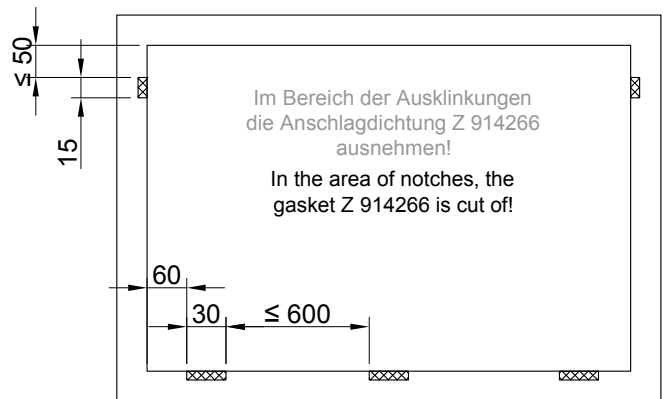 ≤ 50
15
Im Bereich der Ausklinkungen
die Anschlagdichtung Z 914266
ausnehmen!
In the area of notches, the
gasket Z 914266 is cut of!
60
30
≤ 600